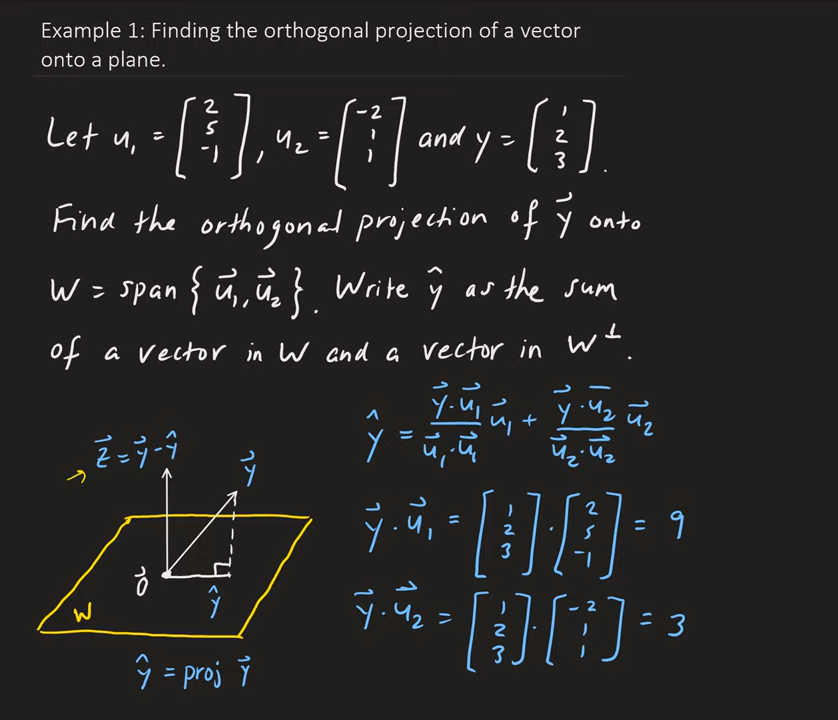 Example 1: Finding the orthogonal projection of a vector
onto a plane.
Let u₁ = [2 5 -1], u₂ = [-2 1 1] and y = [1 2 3].
Find the orthogonal projection of y⃗ onto
W = span { u⃗₁, u⃗₂ }. Write ŷ as the sum
of a vector in W and a vector in W⊥.
ŷ = (y⃗·u⃗₁)/(u⃗₁·u⃗₁) u⃗₁ + (y⃗·u⃗₂)/(u⃗₂·u⃗₂) u⃗₂
y⃗·u⃗₁ = [1 2 3] · [2 5 -1] = 9
y⃗·u⃗₂ = [1 2 3] · [-2 1 1] = 3
→ z⃗ = y⃗ - ŷ
y⃗
0⃗
ŷ
W
ŷ = proj y⃗